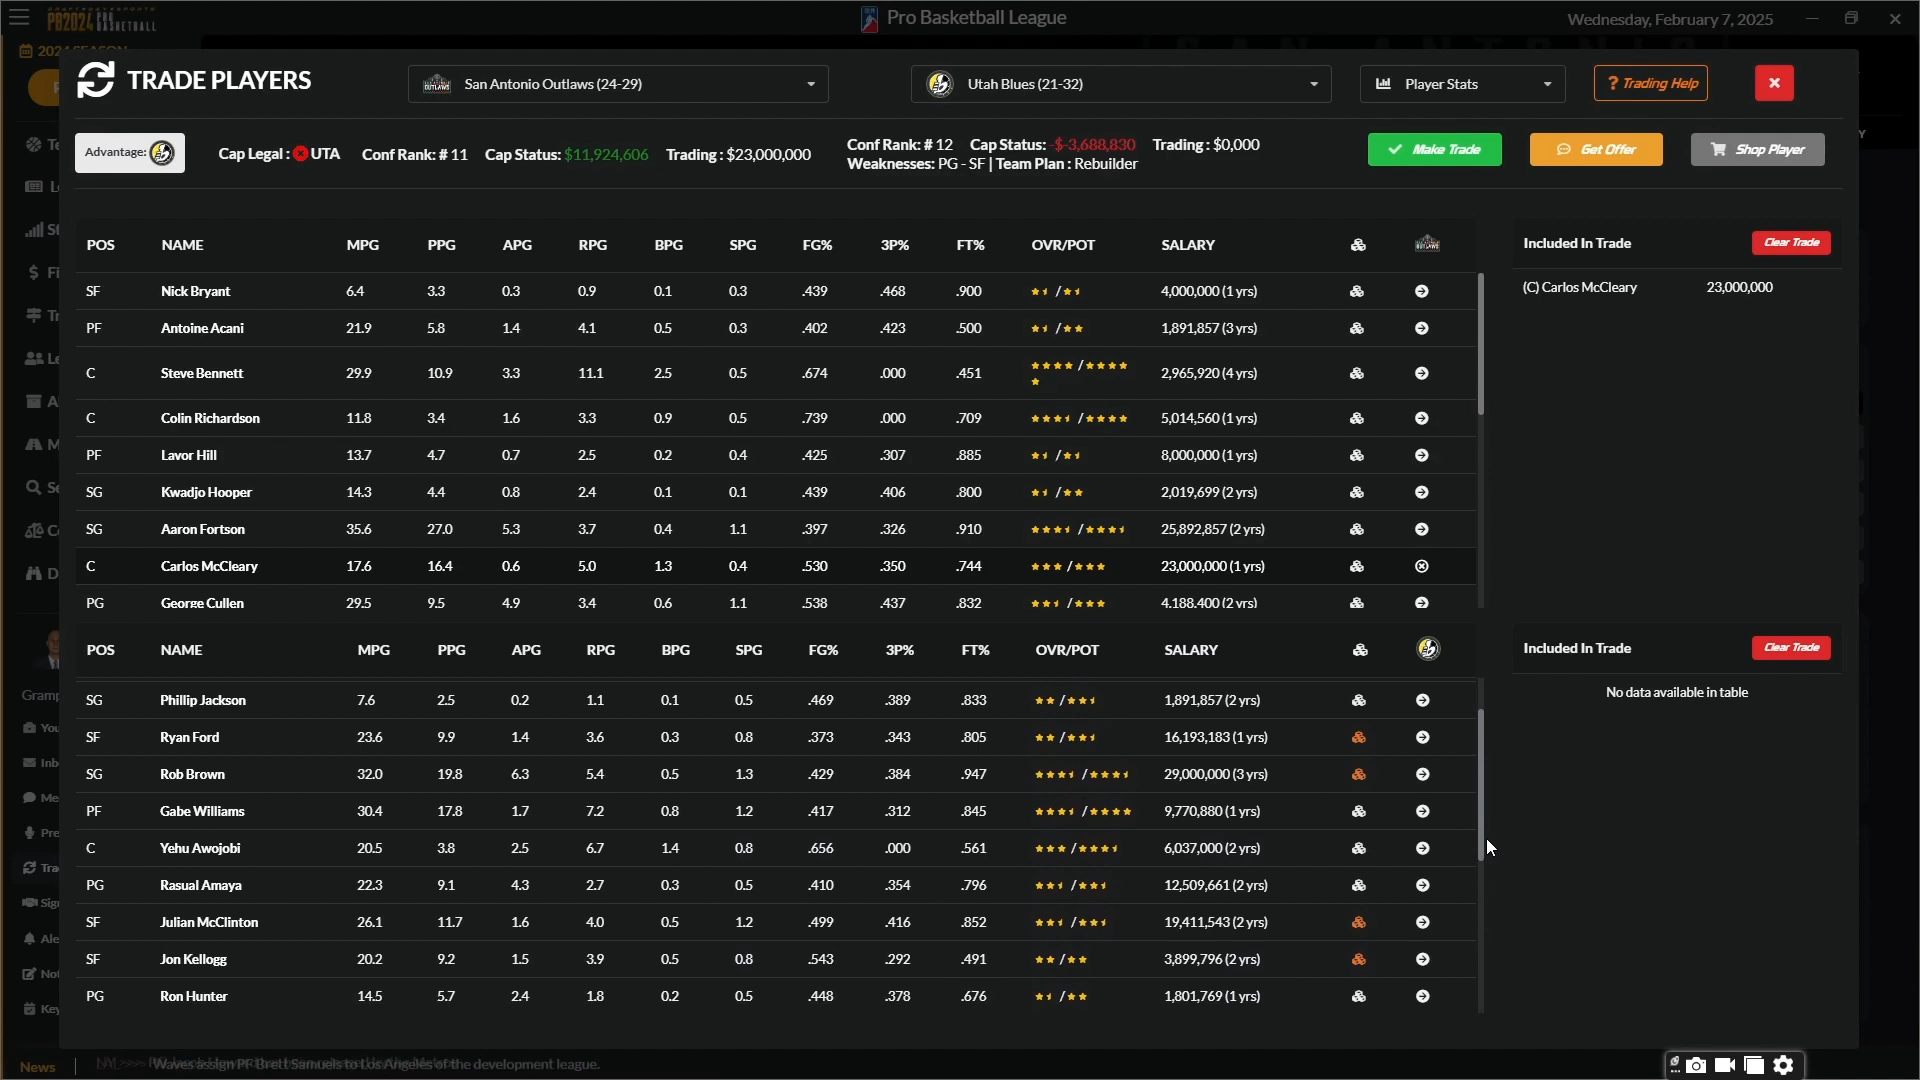 PB2024 PRO BASKETBALL
Pro Basketball League
Wednesday, February 7, 2025
TRADE PLAYERS
San Antonio Outlaws (24-29)
Utah Blues (21-32)
Player Stats
? Trading Help
Advantage:
Cap Legal : UTA
Conf Rank: # 11
Cap Status: $11,924,606
Trading : $23,000,000
Conf Rank: # 12
Cap Status: -$-3,688,830
Trading : $0,000
Weaknesses: PG - SF | Team Plan : Rebuilder
Make Trade
Get Offer
Shop Player
POS NAME MPG PPG APG RPG BPG SPG FG% 3P% FT% OVR/POT SALARY
SF Nick Bryant 6.4 3.3 0.3 0.9 0.1 0.3 .439 .468 .900 / 4,000,000 (1 yrs)
PF Antoine Acani 21.9 5.8 1.4 4.1 0.5 0.3 .402 .423 .500 / 1,891,857 (3 yrs)
C Steve Bennett 29.9 10.9 3.3 11.1 2.5 0.5 .674 .000 .451 / 2,965,920 (4 yrs)
C Colin Richardson 11.8 3.4 1.6 3.3 0.9 0.5 .739 .000 .709 / 5,014,560 (1 yrs)
PF Lavor Hill 13.7 4.7 0.7 2.5 0.2 0.4 .425 .307 .885 / 8,000,000 (1 yrs)
SG Kwadjo Hooper 14.3 4.4 0.8 2.4 0.1 0.1 .439 .406 .800 / 2,019,699 (2 yrs)
SG Aaron Fortson 35.6 27.0 5.3 3.7 0.4 1.1 .397 .326 .910 / 25,892,857 (2 yrs)
C Carlos McCleary 17.6 16.4 0.6 5.0 1.3 0.4 .530 .350 .744 / 23,000,000 (1 yrs)
PG George Cullen 29.5 9.5 4.9 3.4 0.6 1.1 .538 .437 .832 / 4,188,400 (2 yrs)
Included In Trade
Clear Trade
(C) Carlos McCleary 23,000,000
POS NAME MPG PPG APG RPG BPG SPG FG% 3P% FT% OVR/POT SALARY
SG Phillip Jackson 7.6 2.5 0.2 1.1 0.1 0.5 .469 .389 .833 / 1,891,857 (2 yrs)
SF Ryan Ford 23.6 9.9 1.4 3.6 0.3 0.8 .373 .343 .805 / 16,193,183 (1 yrs)
SG Rob Brown 32.0 19.8 6.3 5.4 0.5 1.3 .429 .384 .947 / 29,000,000 (3 yrs)
PF Gabe Williams 30.4 17.8 1.7 7.2 0.8 1.2 .417 .312 .845 / 9,770,880 (1 yrs)
C Yehu Awojobi 20.5 3.8 2.5 6.7 1.4 0.8 .656 .000 .561 / 6,037,000 (2 yrs)
PG Rasual Amaya 22.3 9.1 4.3 2.7 0.3 0.5 .410 .354 .796 / 12,509,661 (2 yrs)
SF Julian McClinton 26.1 11.7 1.6 4.0 0.5 1.2 .499 .416 .852 / 19,411,543 (2 yrs)
SF Jon Kellogg 20.2 9.2 1.5 3.9 0.5 0.8 .543 .292 .491 / 3,899,796 (2 yrs)
PG Ron Hunter 14.5 5.7 2.4 1.8 0.2 0.5 .448 .378 .676 / 1,801,769 (1 yrs)
Included In Trade
Clear Trade
No data available in table
Gramp
You
Inb
Me
Pre
Tra
Sig
Ale
Not
Key
News
Waves assign PF Brett Samuels to Los Angeles of the development league.